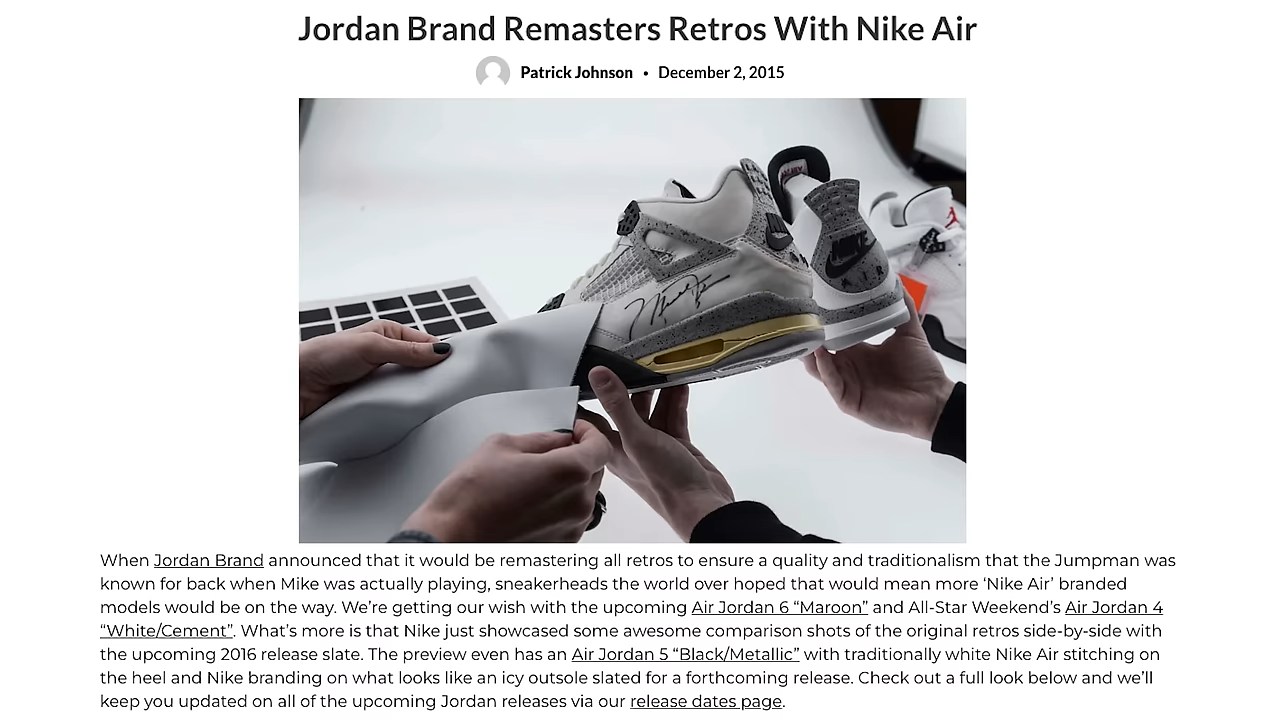 Jordan Brand Remasters Retros With Nike Air
Patrick Johnson • December 2, 2015
NIKE
AIR
When Jordan Brand announced that it would be remastering all retros to ensure a quality and traditionalism that the Jumpman was
known for back when Mike was actually playing, sneakerheads the world over hoped that would mean more ‘Nike Air’ branded
models would be on the way. We’re getting our wish with the upcoming Air Jordan 6 “Maroon” and All-Star Weekend’s Air Jordan 4
“White/Cement”. What’s more is that Nike just showcased some awesome comparison shots of the original retros side-by-side with
the upcoming 2016 release slate. The preview even has an Air Jordan 5 “Black/Metallic” with traditionally white Nike Air stitching on
the heel and Nike branding on what looks like an icy outsole slated for a forthcoming release. Check out a full look below and we’ll
keep you updated on all of the upcoming Jordan releases via our release dates page.